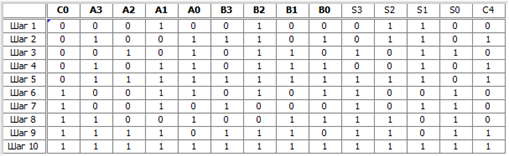 C0 A3 A2 A1 A0 B3 B2 B1 B0 S3 S2 S1 S0 C4
Шаг 1 0 0 0 1 0 0 1 0 0 0 1 1 0 0
Шаг 2 0 1 0 0 1 1 1 0 1 0 1 1 0 1
Шаг 3 0 0 1 0 1 0 1 1 0 1 0 1 1 0
Шаг 4 0 1 0 1 1 1 1 1 0 1 0 0 1 1
Шаг 5 0 1 1 1 1 1 1 1 1 1 1 1 0 1
Шаг 6 1 0 0 1 1 0 1 1 0 1 0 1 0 0
Шаг 7 1 0 0 1 0 1 0 0 0 1 0 1 1 0
Шаг 8 1 1 1 0 0 1 1 1 1 1 1 0 0 1
Шаг 9 1 1 1 1 0 1 1 1 0 1 1 0 1 1
Шаг 10 1 1 1 1 1 1 1 1 1 1 1 1 1 1